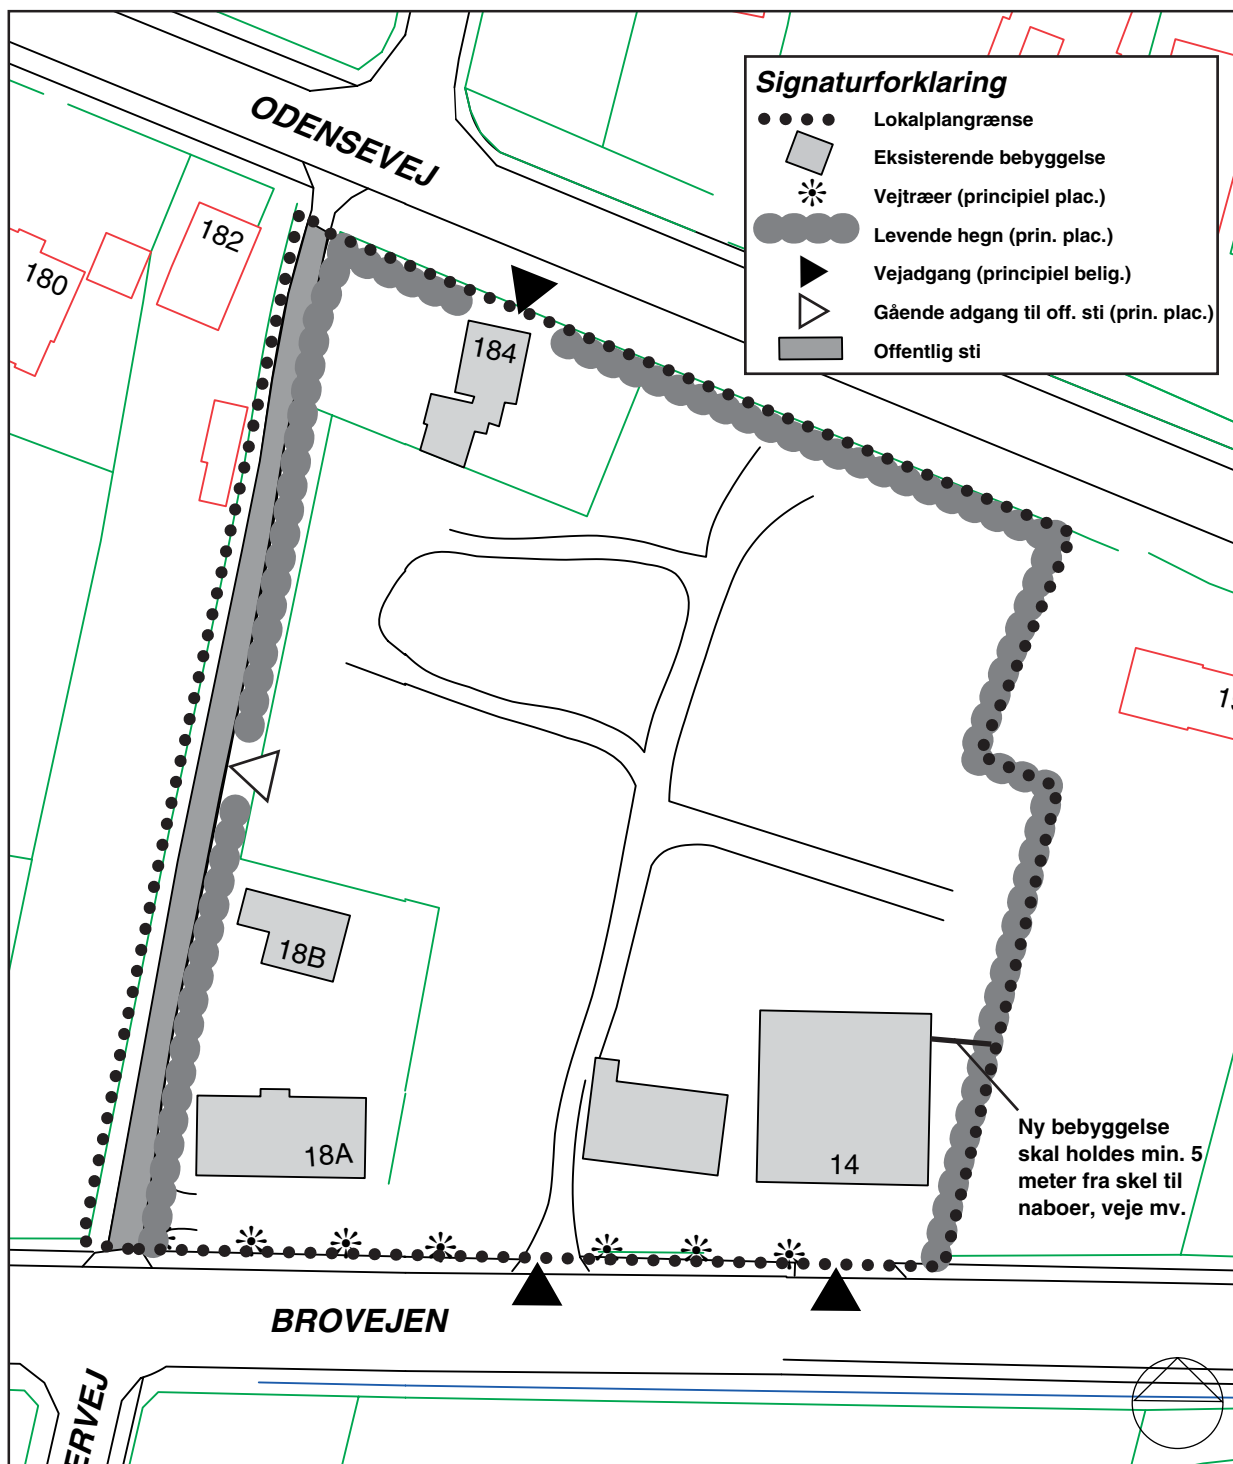 Signaturforklaring
Lokalplangrænse
Eksisterende bebyggelse
Vejtræer (principiel plac.)
Levende hegn (prin. plac.)
Vejadgang (principiel belig.)
Gående adgang til off. sti (prin. plac.)
Offentlig sti
ODENSEVEJ
182
180
184
18B
18A
14
Ny bebyggelse
skal holdes min. 5
meter fra skel til
naboer, veje mv.
BROVEJEN
ERVEJ